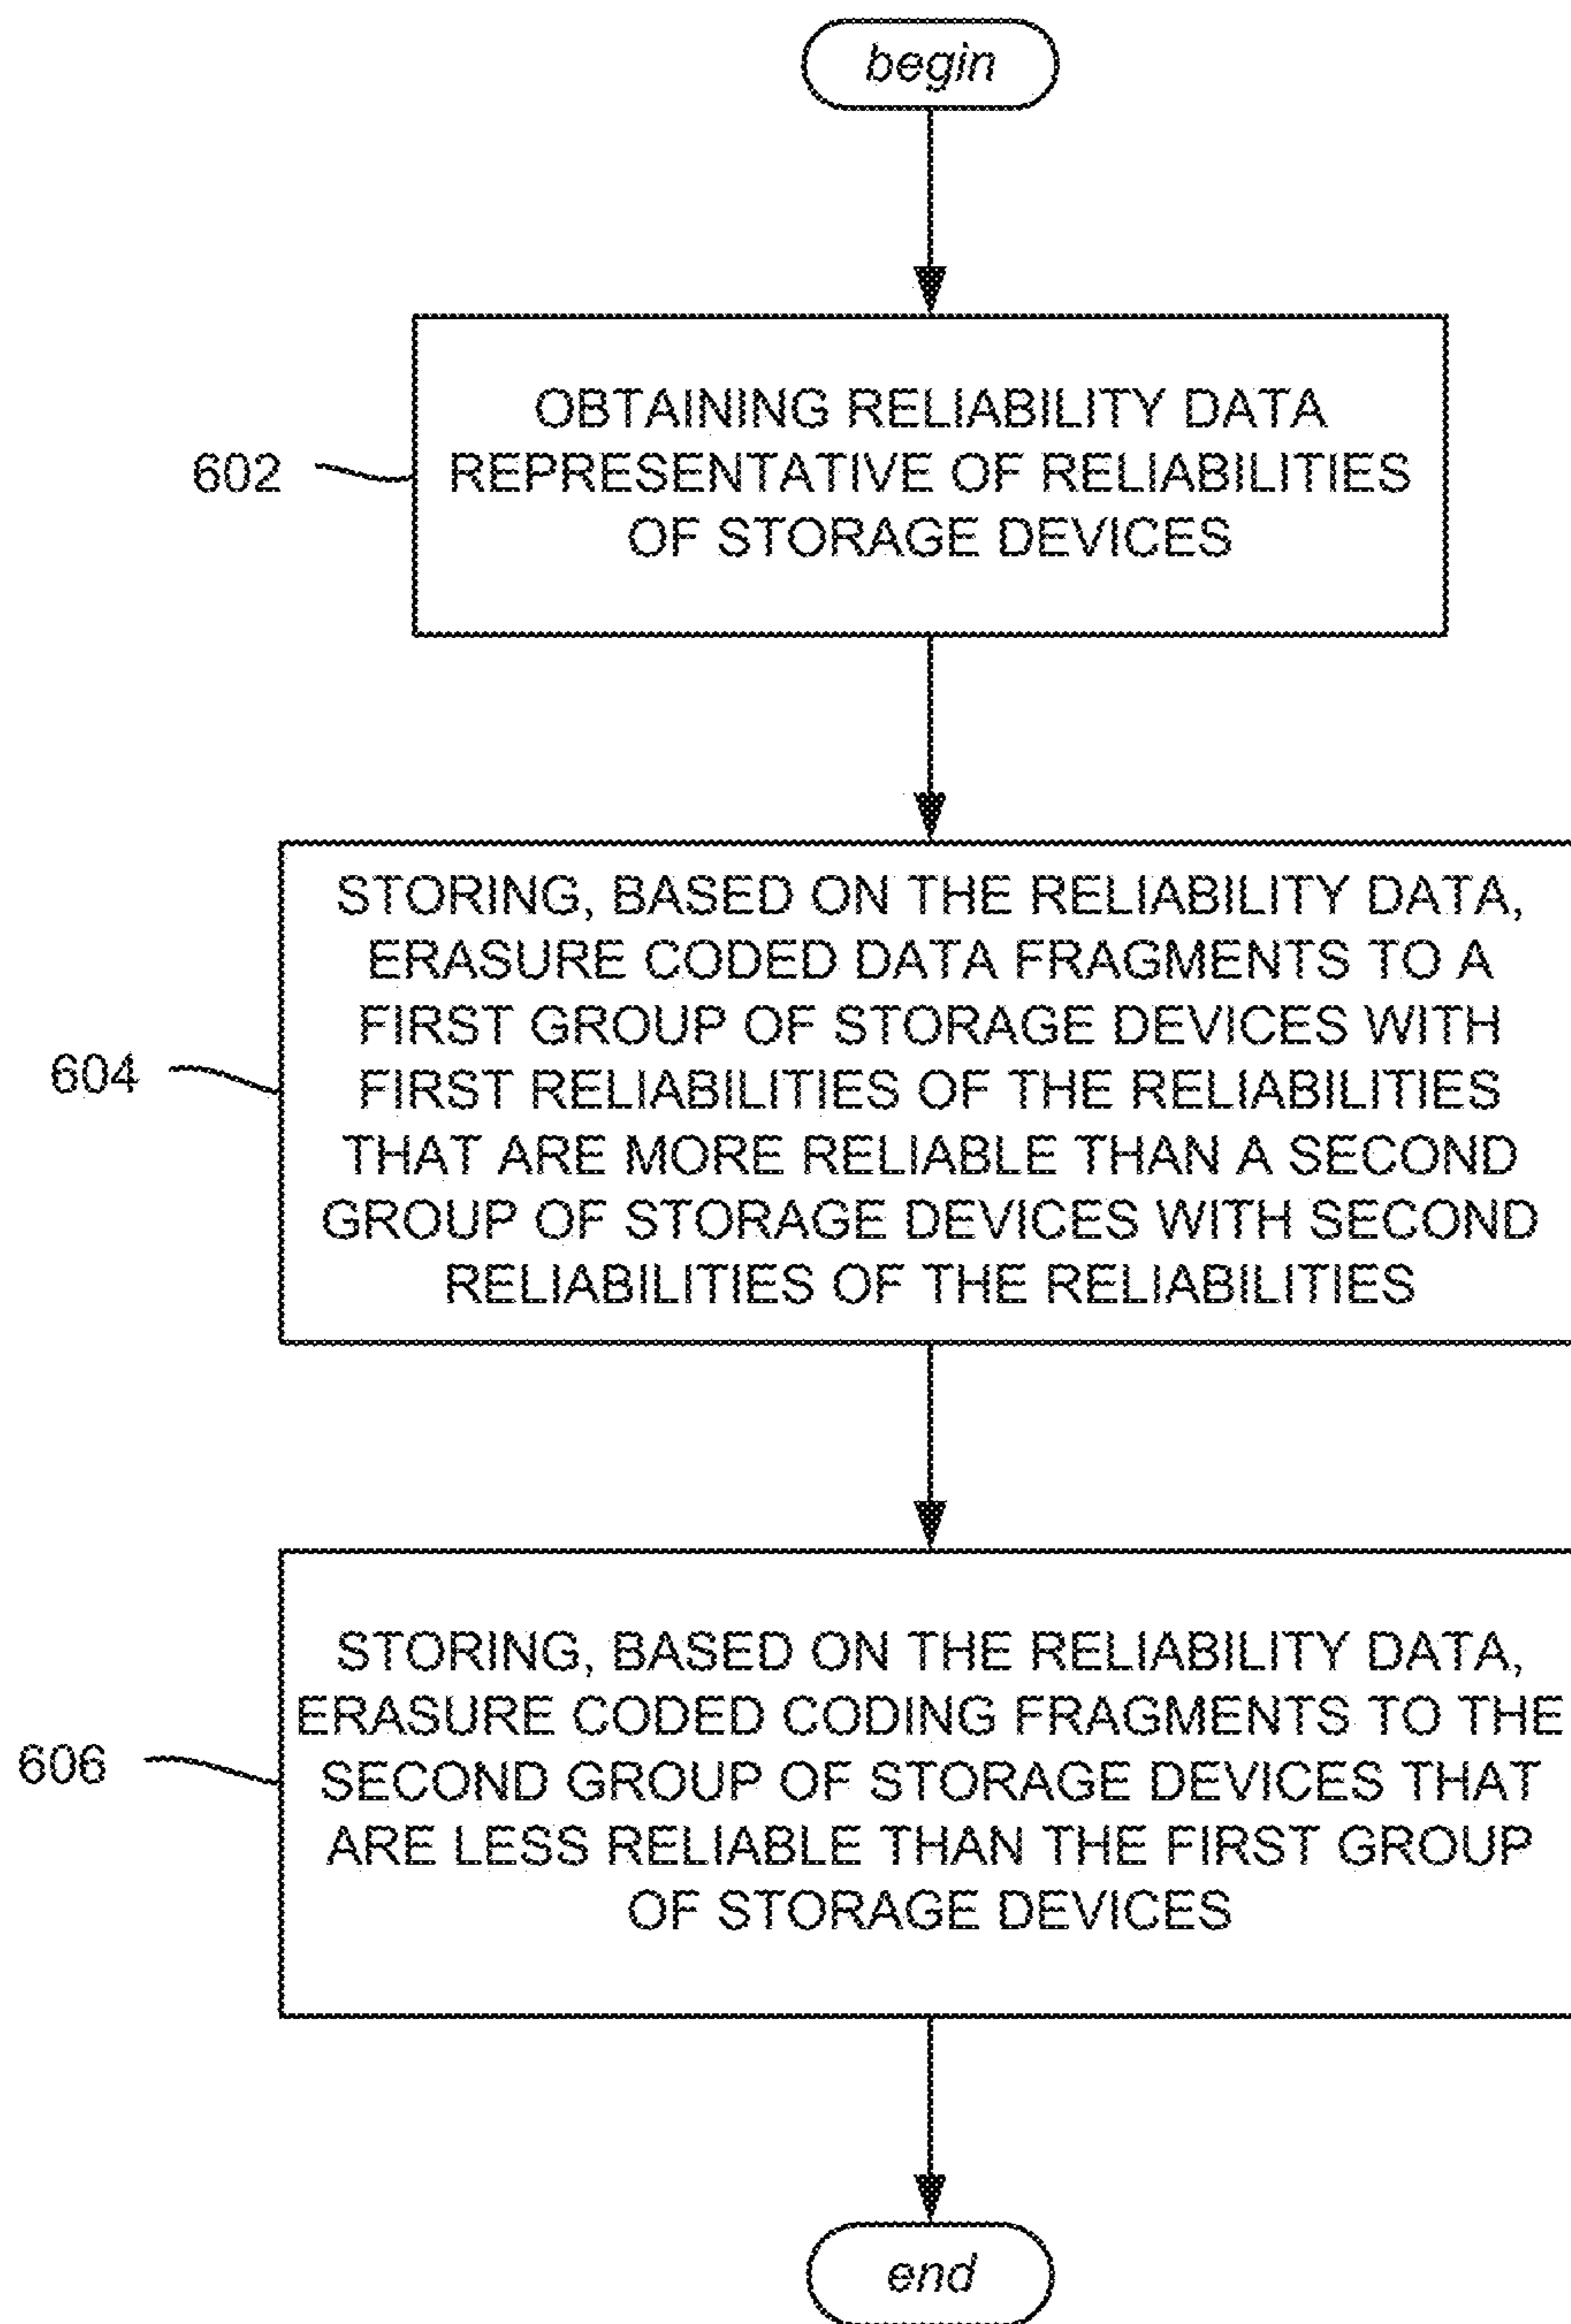 begin
OBTAINING RELIABILITY DATA
REPRESENTATIVE OF RELIABILITIES
OF STORAGE DEVICES
602
STORING, BASED ON THE RELIABILITY DATA,
ERASURE CODED DATA FRAGMENTS TO A
FIRST GROUP OF STORAGE DEVICES WITH
FIRST RELIABILITIES OF THE RELIABILITIES
THAT ARE MORE RELIABLE THAN A SECOND
GROUP OF STORAGE DEVICES WITH SECOND
RELIABILITIES OF THE RELIABILITIES
604
STORING, BASED ON THE RELIABILITY DATA,
ERASURE CODED CODING FRAGMENTS TO THE
SECOND GROUP OF STORAGE DEVICES THAT
ARE LESS RELIABLE THAN THE FIRST GROUP
OF STORAGE DEVICES
606
end